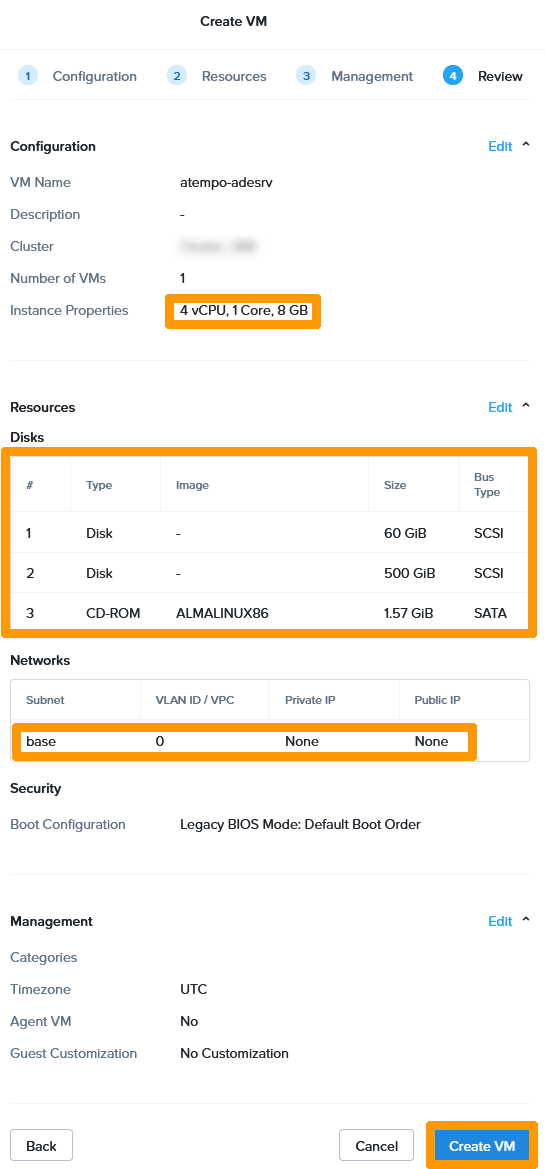 Create VM
1 Configuration 2 Resources 3 Management 4 Review
Configuration Edit
VM Name atempo-adesrv
Description -
Cluster
Number of VMs 1
Instance Properties 4 vCPU, 1 Core, 8 GB
Resources Edit
Disks
# Type Image Size Bus Type
1 Disk - 60 GiB SCSI
2 Disk - 500 GiB SCSI
3 CD-ROM ALMALINUX86 1.57 GiB SATA
Networks
Subnet VLAN ID / VPC Private IP Public IP
base 0 None None
Security
Boot Configuration Legacy BIOS Mode: Default Boot Order
Management Edit
Categories
Timezone UTC
Agent VM No
Guest Customization No Customization
Back Cancel Create VM